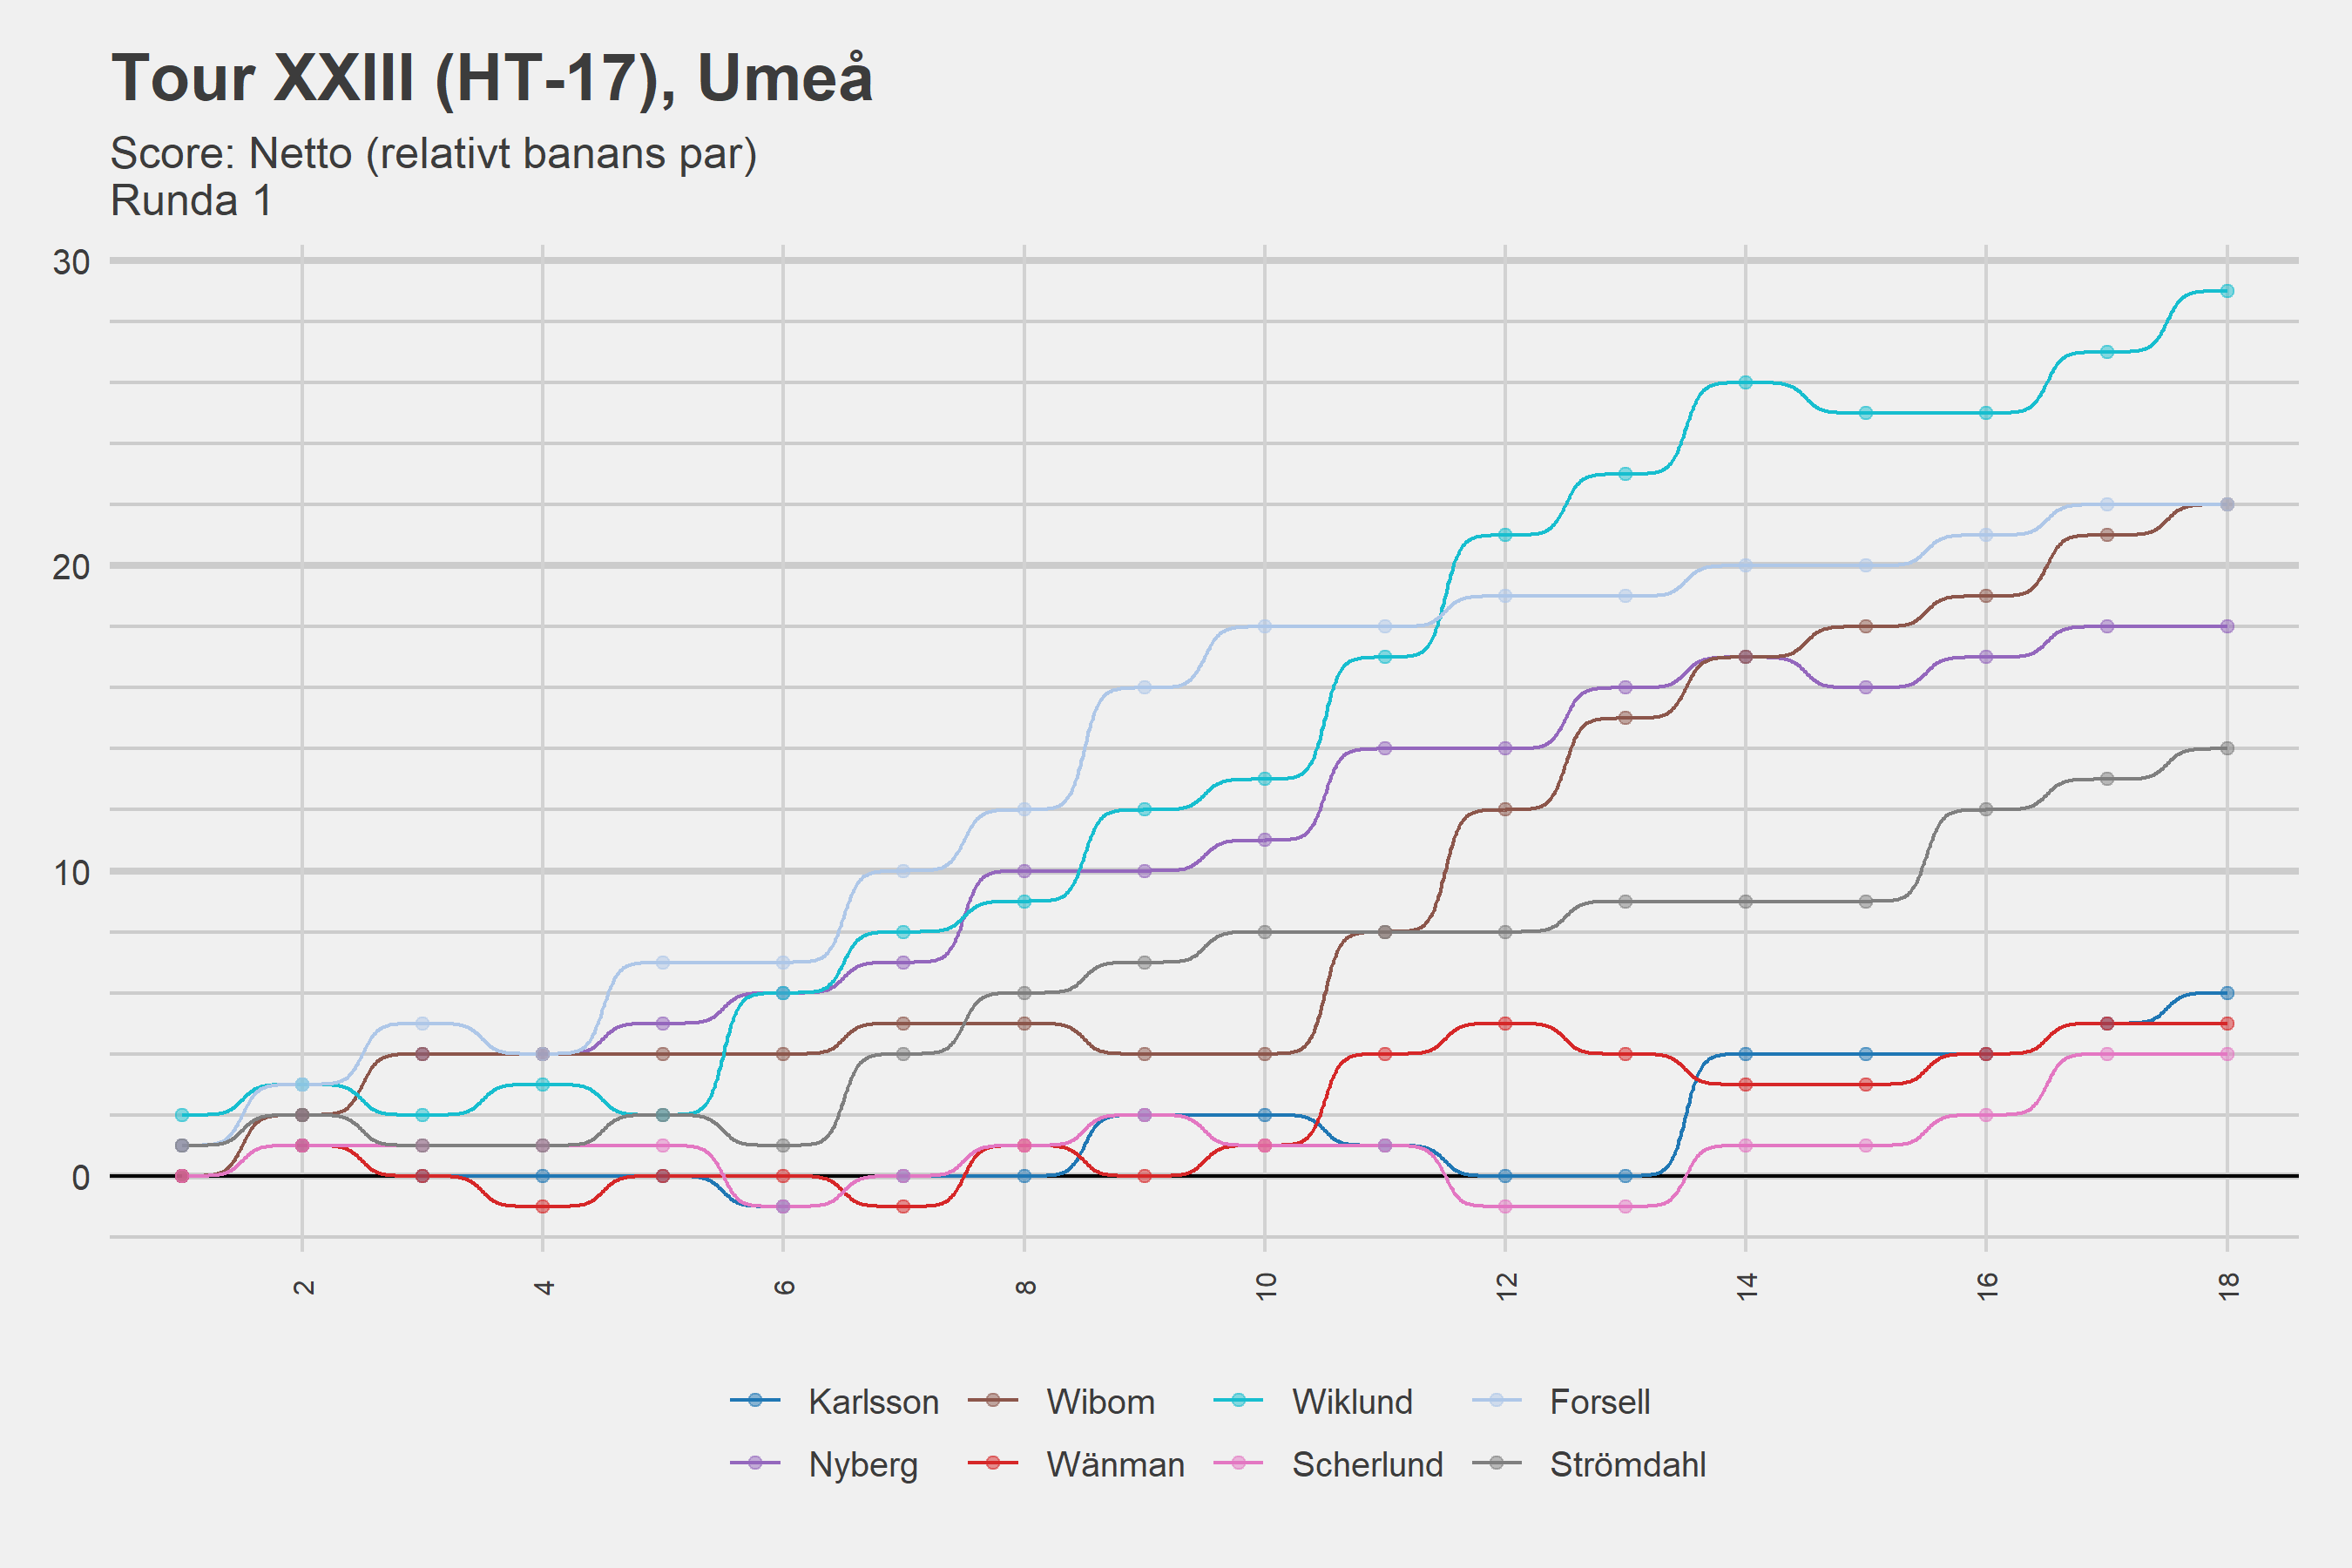 Tour XXIII (HT-17), Umeå
Score: Netto (relativt banans par)
Runda 1
30
20
10
0
2 4 6 8 10 12 14 16 18
Karlsson Wibom Wiklund Forsell
Nyberg Wänman Scherlund Strömdahl